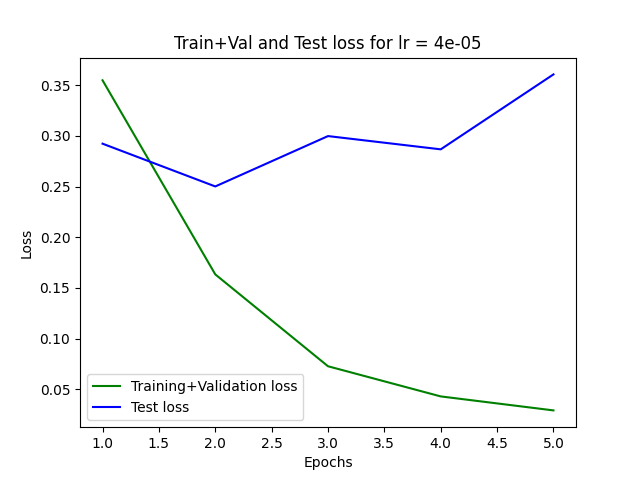 Train+Val and Test loss for lr = 4e-05
Loss
0.35
0.30
0.25
0.20
0.15
0.10
0.05
Training+Validation loss
Test loss
1.0 1.5 2.0 2.5 3.0 3.5 4.0 4.5 5.0
Epochs